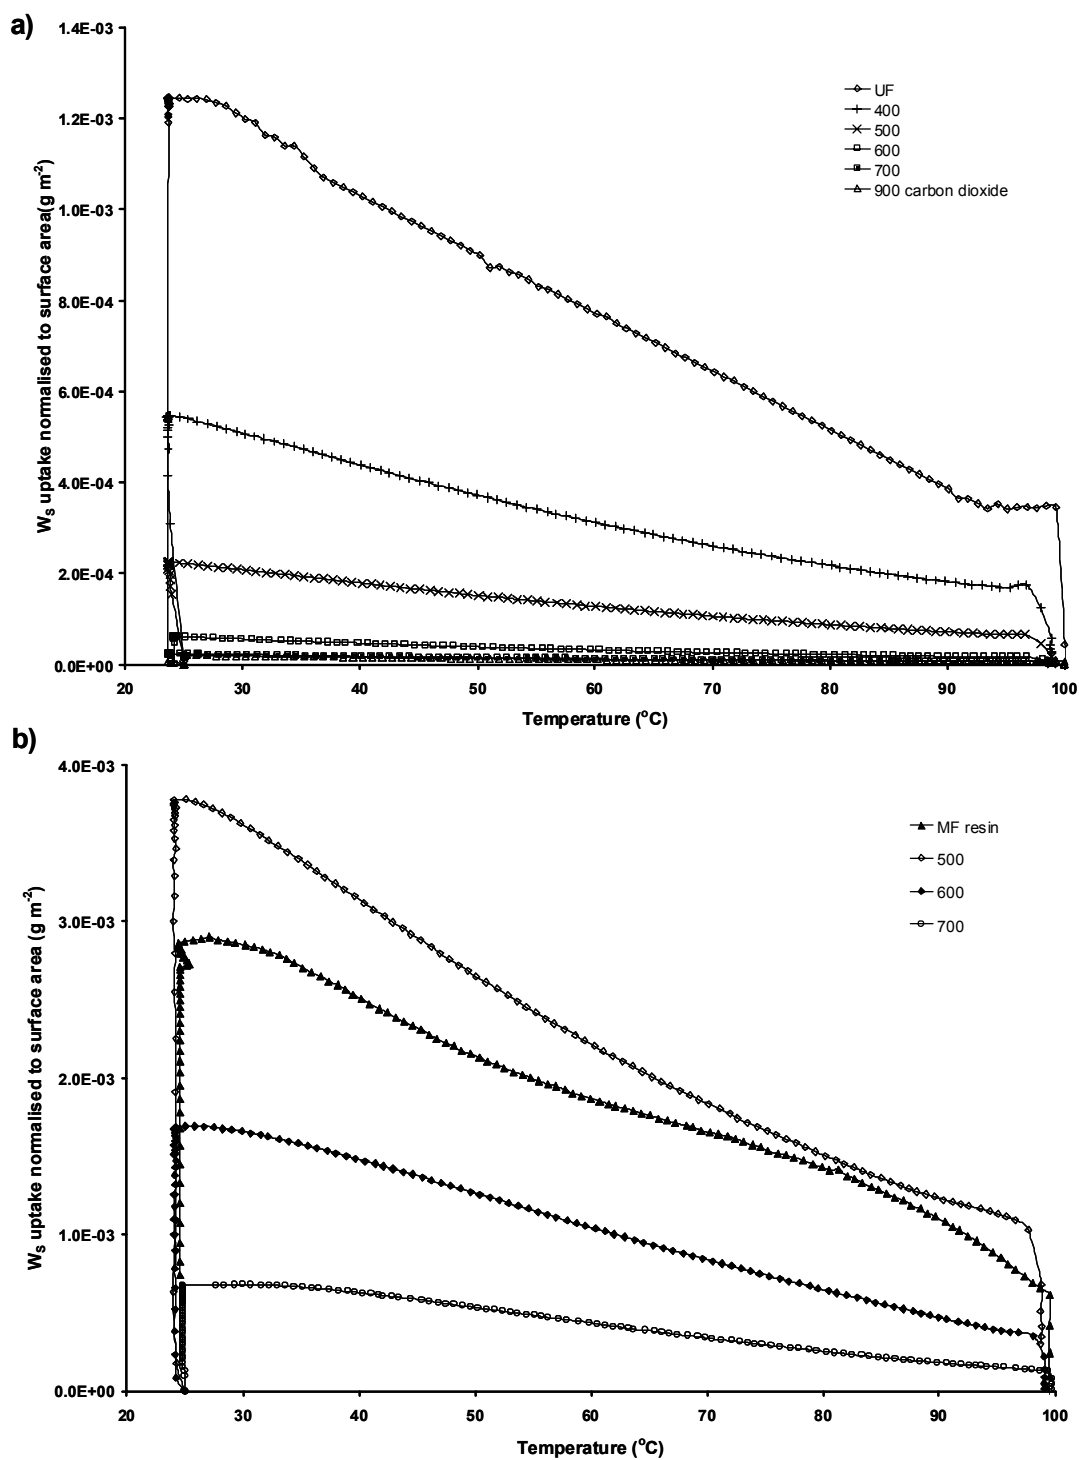 a)
1.4E-03
1.2E-03
1.0E-03
8.0E-04
6.0E-04
4.0E-04
2.0E-04
0.0E+00
W_S uptake normalised to surface area(g m⁻²)
UF
400
500
600
700
900 carbon dioxide
20 30 40 50 60 70 80 90 100
Temperature (°C)
b)
4.0E-03
3.0E-03
2.0E-03
1.0E-03
0.0E+00
W_S uptake normalised to surface area (g m⁻²)
MF resin
500
600
700
20 30 40 50 60 70 80 90 100
Temperature (°C)